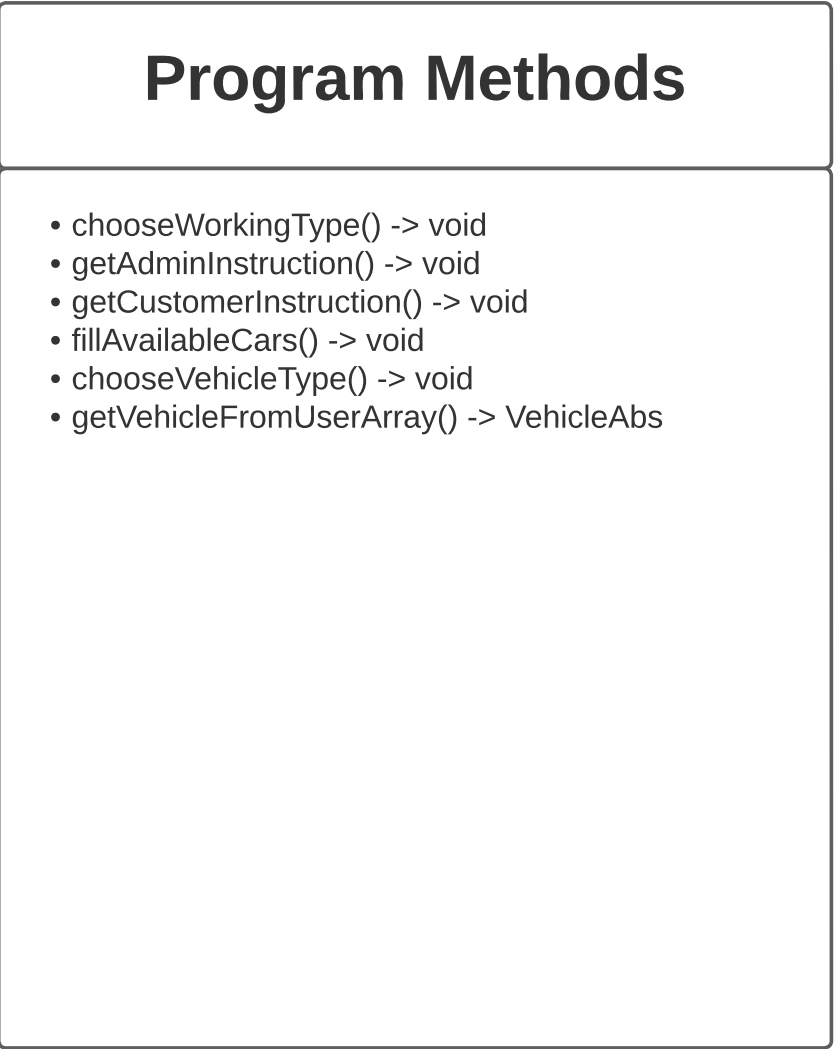 Program Methods
• chooseWorkingType() -> void
• getAdminInstruction() -> void
• getCustomerInstruction() -> void
• fillAvailableCars() -> void
• chooseVehicleType() -> void
• getVehicleFromUserArray() -> VehicleAbs